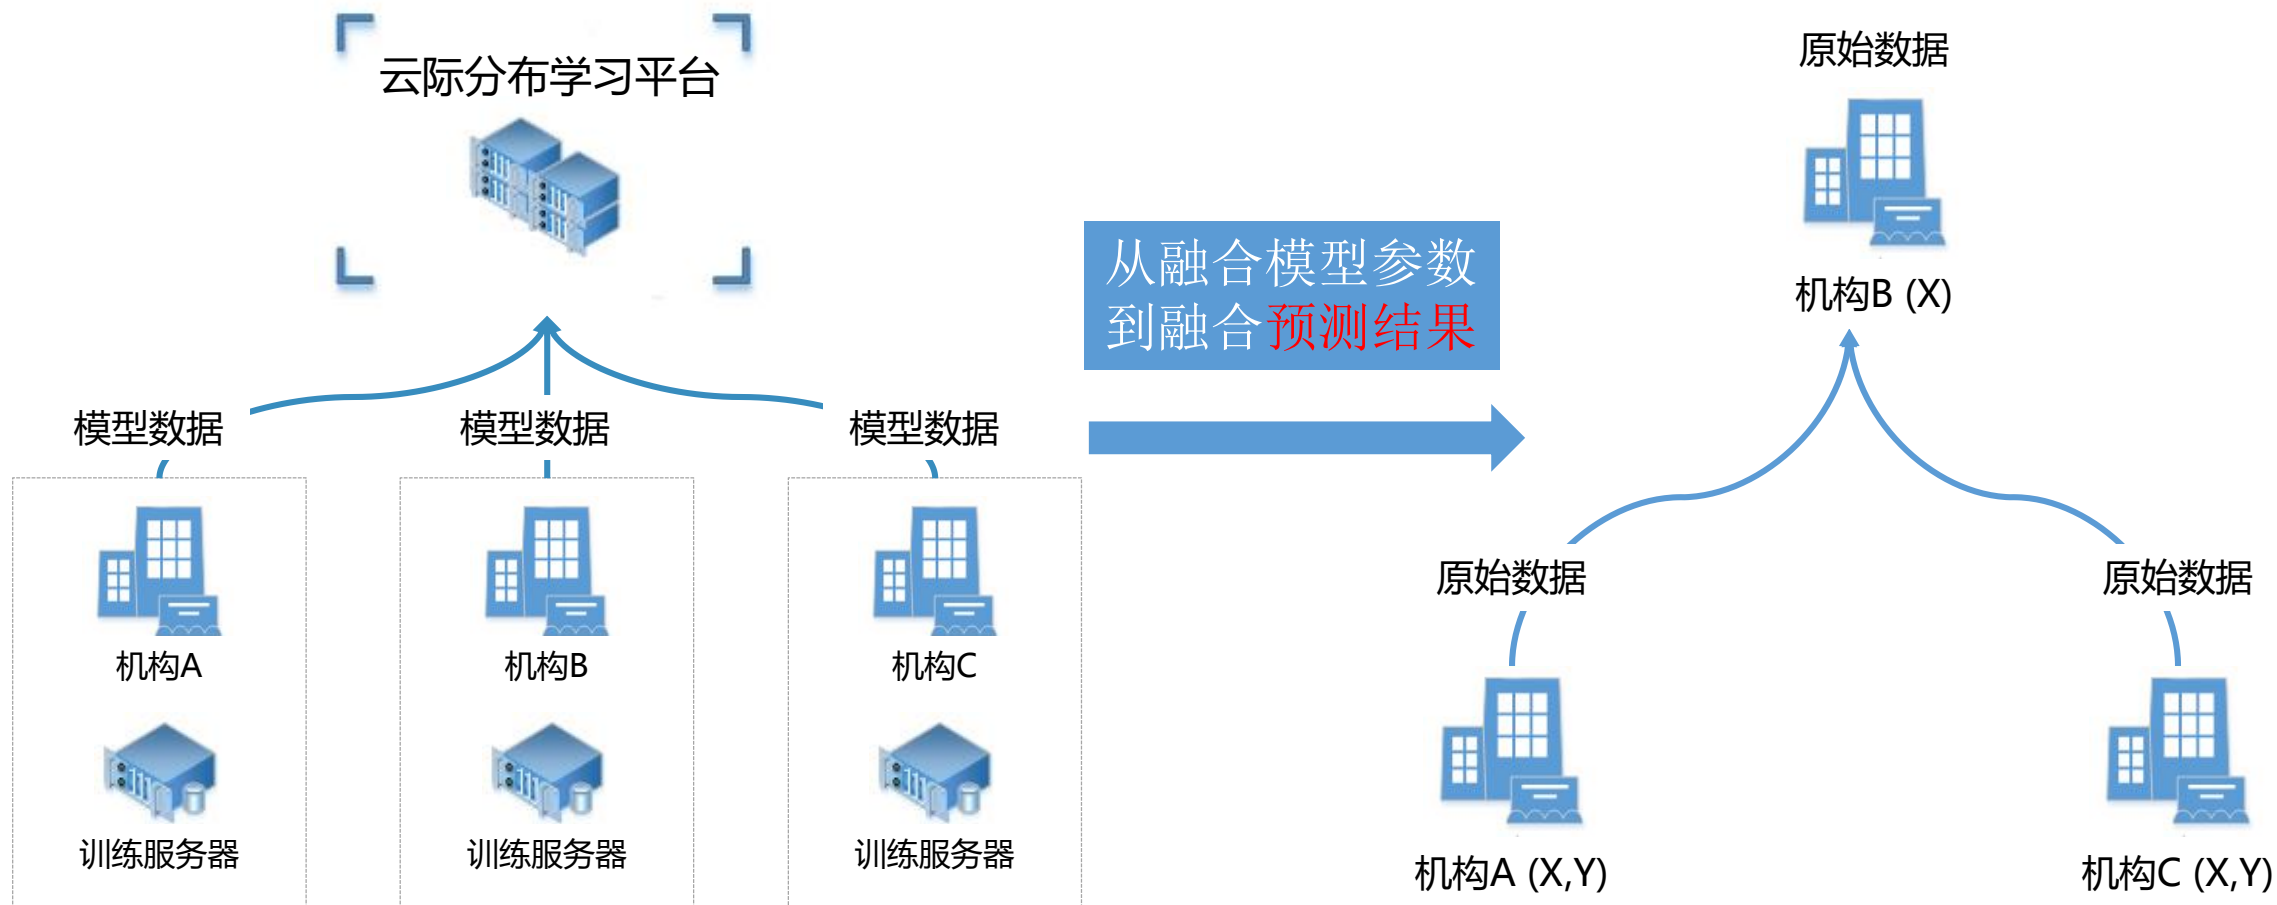 云际分布学习平台
模型数据
模型数据
模型数据
机构A
机构B
机构C
训练服务器
训练服务器
训练服务器
从融合模型参数
到融合预测结果
原始数据
机构B (X)
原始数据
原始数据
机构A (X,Y)
机构C (X,Y)